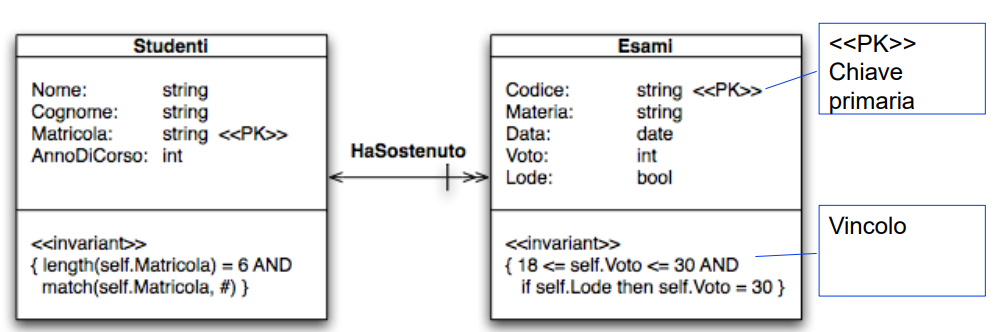 Studenti
Nome: string
Cognome: string
Matricola: string <<PK>>
AnnoDiCorso: int
<<invariant>>
{ length(self.Matricola) = 6 AND
match(self.Matricola, #) }
HaSostenuto
Esami
Codice: string <<PK>>
Materia: string
Data: date
Voto: int
Lode: bool
<<invariant>>
{ 18 <= self.Voto <= 30 AND
if self.Lode then self.Voto = 30 }
<<PK>>
Chiave
primaria
Vincolo